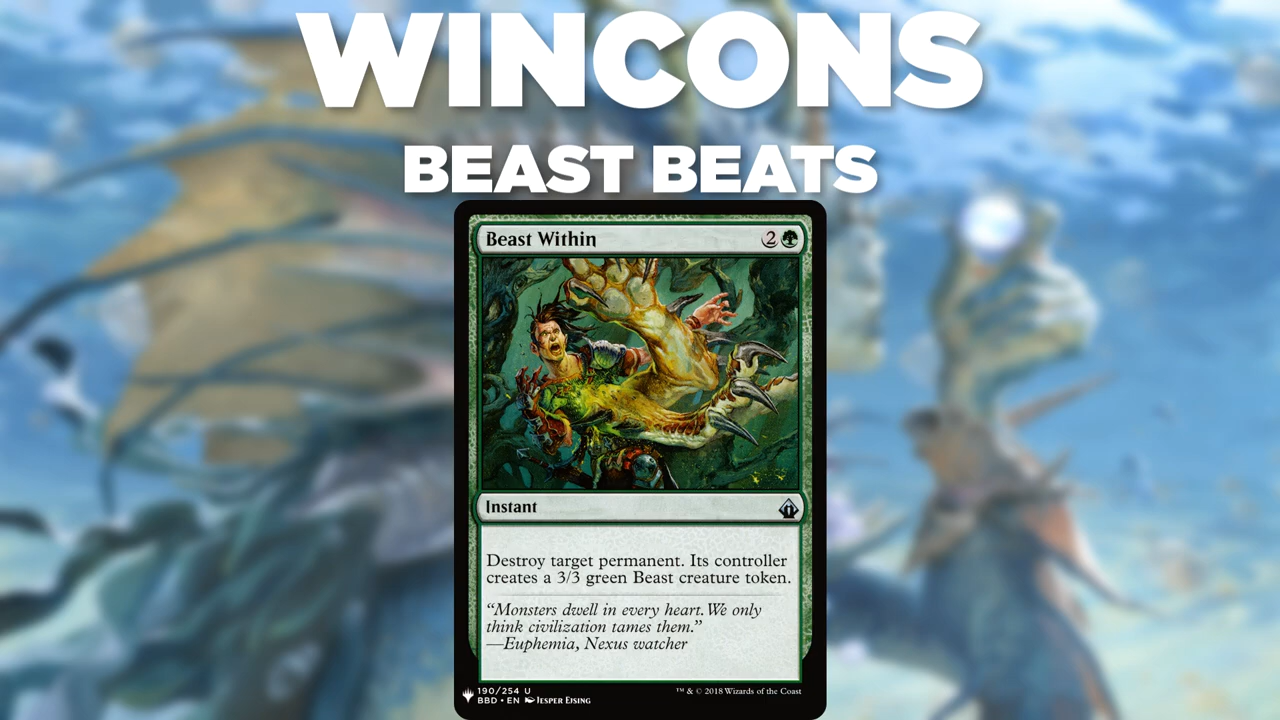 WINCONS
BEAST BEATS
Beast Within 2
Instant
Destroy target permanent. Its controller
creates a 3/3 green Beast creature token.
“Monsters dwell in every heart. We only
think civilization tames them.”
—Euphemia, Nexus watcher
190/254 U
BBD • EN Jesper Ejsing
™ & © 2018 Wizards of the Coast